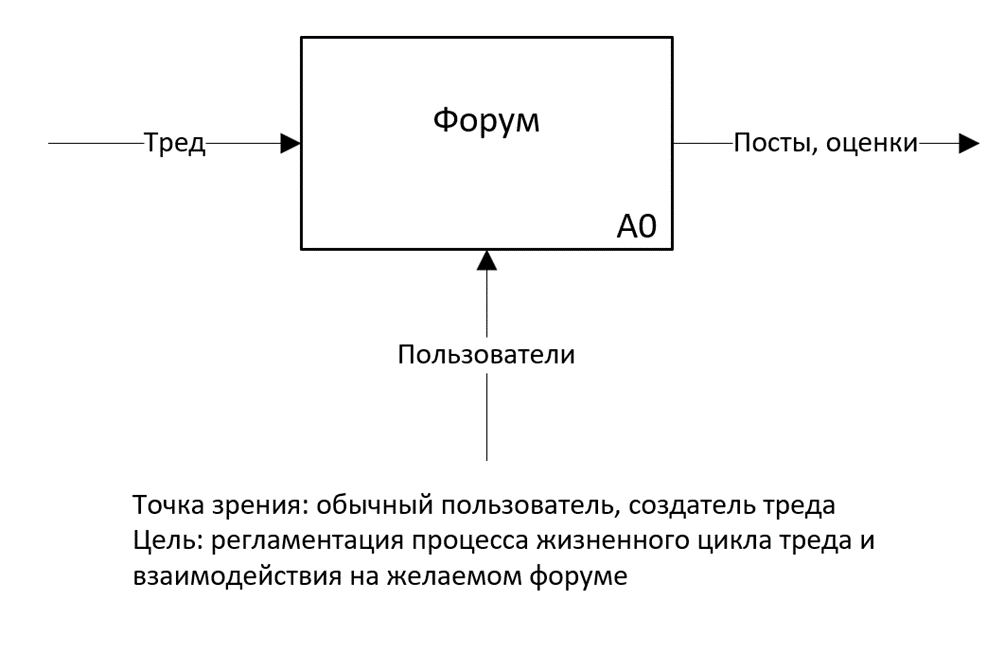 Форум
Тред
Посты, оценки
A0
Пользователи
Точка зрения: обычный пользователь, создатель треда
Цель: регламентация процесса жизненного цикла треда и
взаимодействия на желаемом форуме